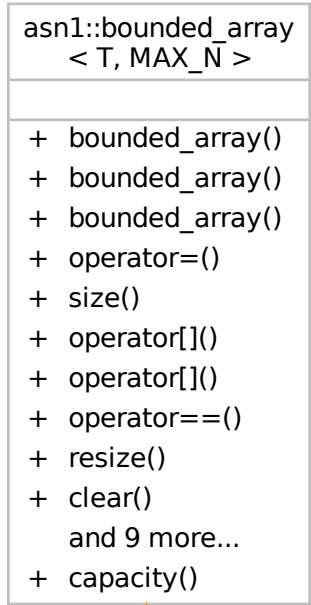 asn1::bounded_array
< T, MAX_N >
+ bounded_array()
+ bounded_array()
+ bounded_array()
+ operator=()
+ size()
+ operator[]()
+ operator[]()
+ operator==()
+ resize()
+ clear()
and 9 more...
+ capacity()